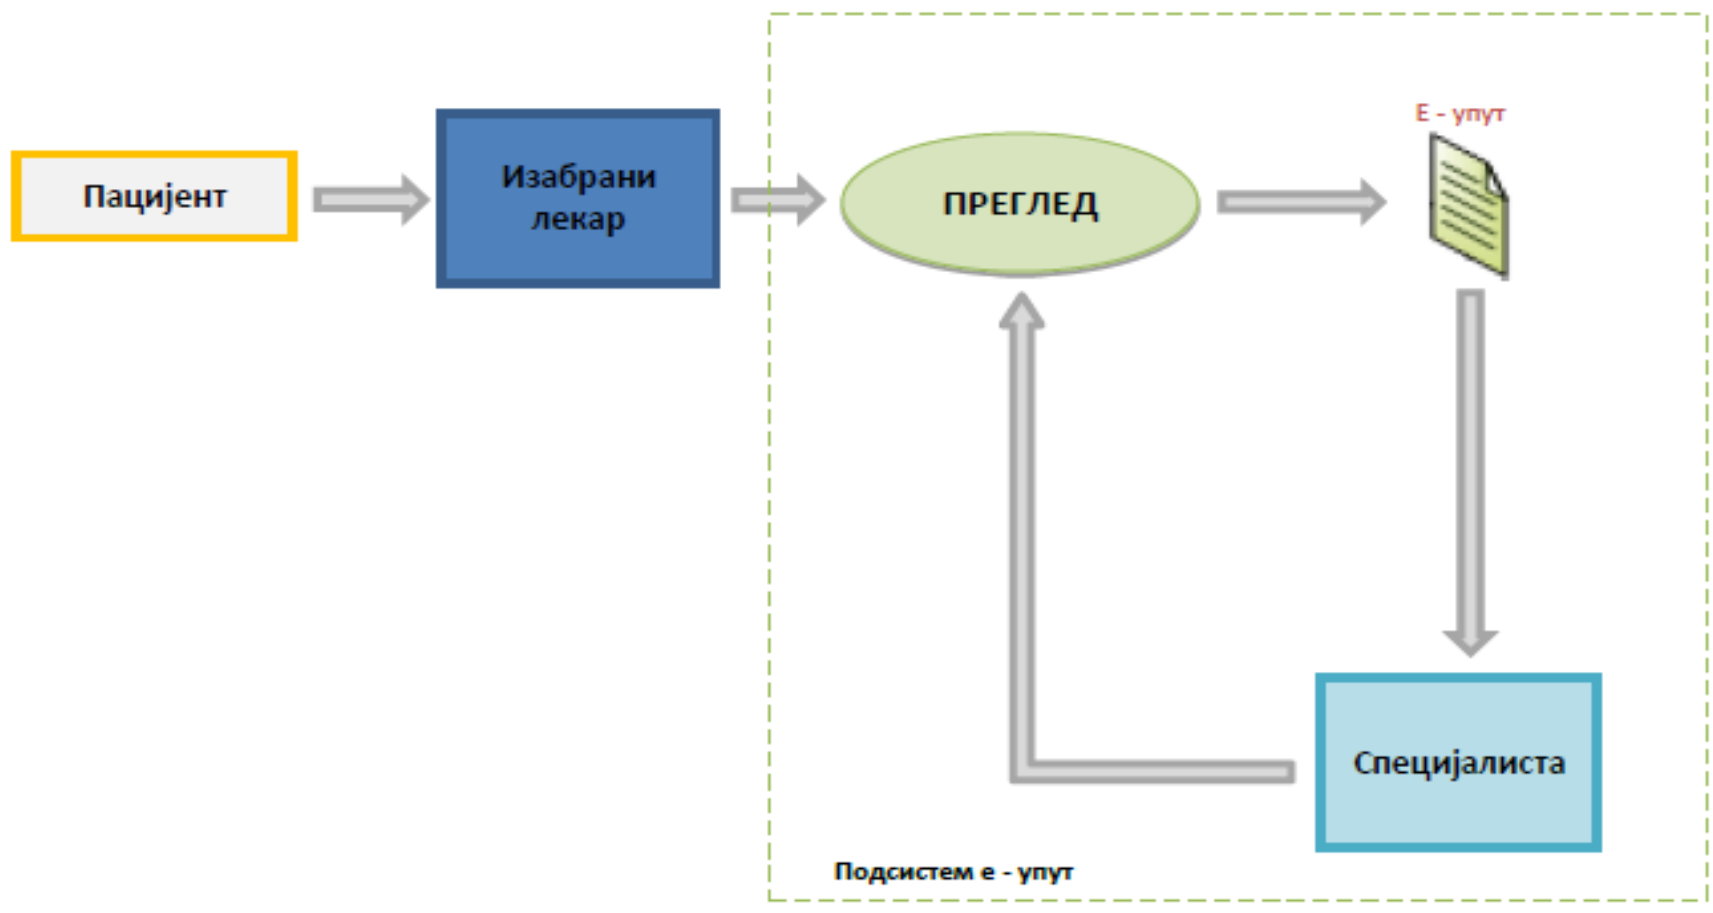 Е - упут
Пацијент
Изабрани
лекар
ПРЕГЛЕД
Специјалиста
Подсистем е - упут